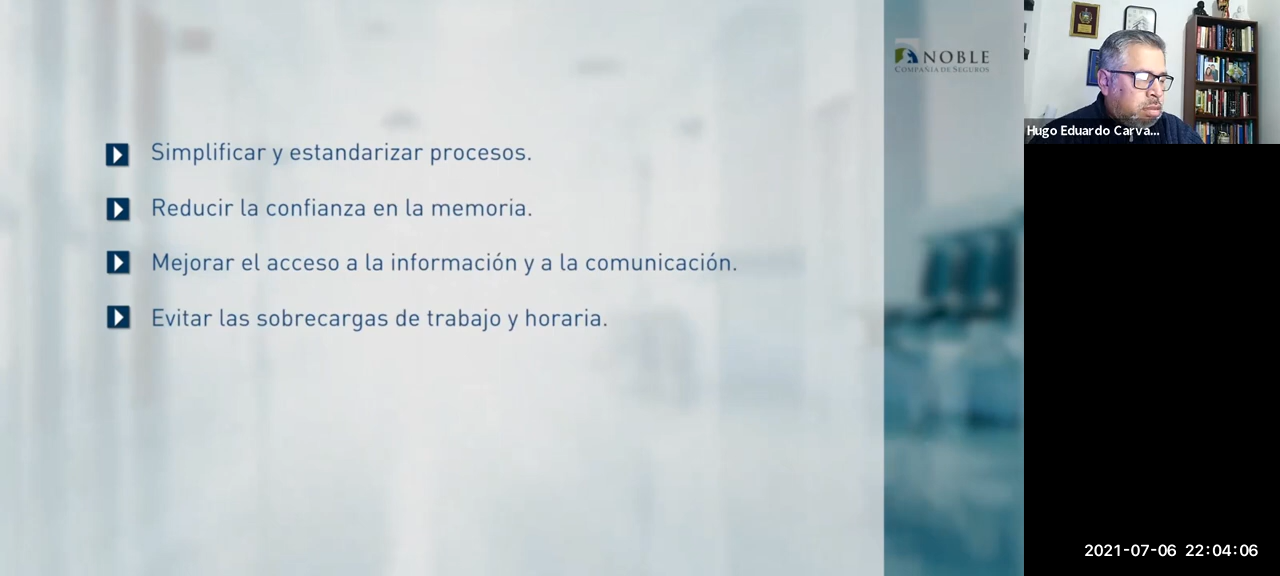 NOBLE
COMPAÑÍA DE SEGUROS
Simplificar y estandarizar procesos.
Reducir la confianza en la memoria.
Mejorar el acceso a la información y a la comunicación.
Evitar las sobrecargas de trabajo y horaria.
Hugo Eduardo Carva...
2021-07-06 22:04:06